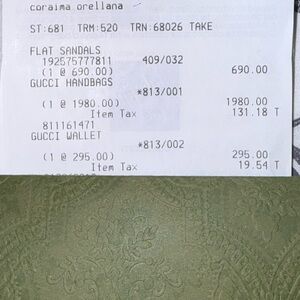 coraima orellana
ST:681 TRM:520 TRN:68026 TAKE
FLAT SANDALS
192575777811 409/032
(1 @ 690.00) 690.00
GUCCI HANDBAGS
*813/001
(1 @ 1980.00) 1980.00
Item Tax 131.18 T
811161471
GUCCI WALLET
*813/002
(1 @ 295.00) 295.00
Item Tax 19.54 T